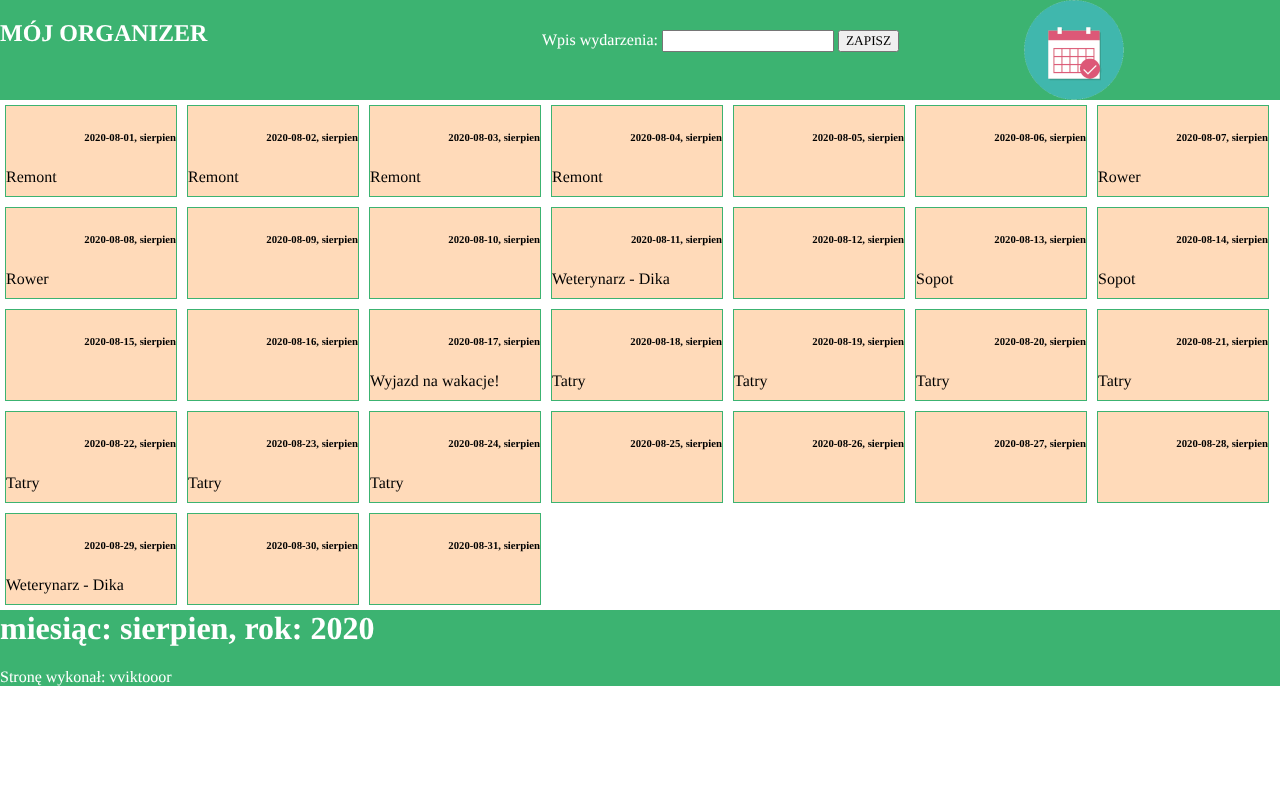 MÓJ ORGANIZER
Wpis wydarzenia: ZAPISZ
2020-08-01, sierpien
Remont
2020-08-02, sierpien
Remont
2020-08-03, sierpien
Remont
2020-08-04, sierpien
Remont
2020-08-05, sierpien
2020-08-06, sierpien
2020-08-07, sierpien
Rower
2020-08-08, sierpien
Rower
2020-08-09, sierpien
2020-08-10, sierpien
2020-08-11, sierpien
Weterynarz - Dika
2020-08-12, sierpien
2020-08-13, sierpien
Sopot
2020-08-14, sierpien
Sopot
2020-08-15, sierpien
2020-08-16, sierpien
2020-08-17, sierpien
Wyjazd na wakacje!
2020-08-18, sierpien
Tatry
2020-08-19, sierpien
Tatry
2020-08-20, sierpien
Tatry
2020-08-21, sierpien
Tatry
2020-08-22, sierpien
Tatry
2020-08-23, sierpien
Tatry
2020-08-24, sierpien
Tatry
2020-08-25, sierpien
2020-08-26, sierpien
2020-08-27, sierpien
2020-08-28, sierpien
2020-08-29, sierpien
Weterynarz - Dika
2020-08-30, sierpien
2020-08-31, sierpien
miesiąc: sierpien, rok: 2020
Stronę wykonał: vviktooor